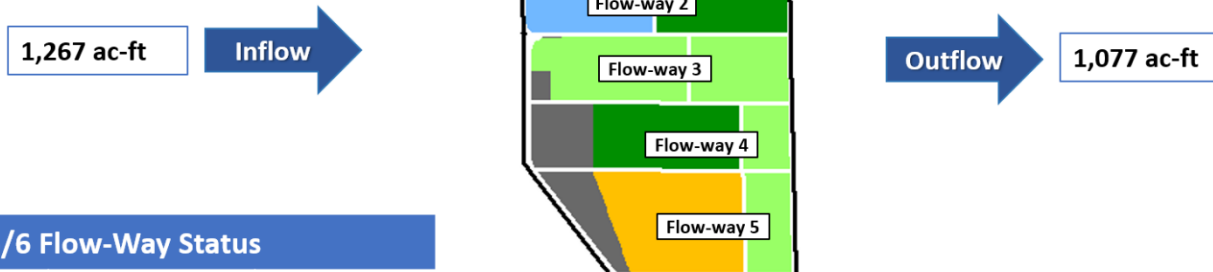 Flow-way 2
1,267 ac-ft
Inflow
Outflow
1,077 ac-ft
Flow-way 3
Flow-way 4
Flow-way 5
/6 Flow-Way Status